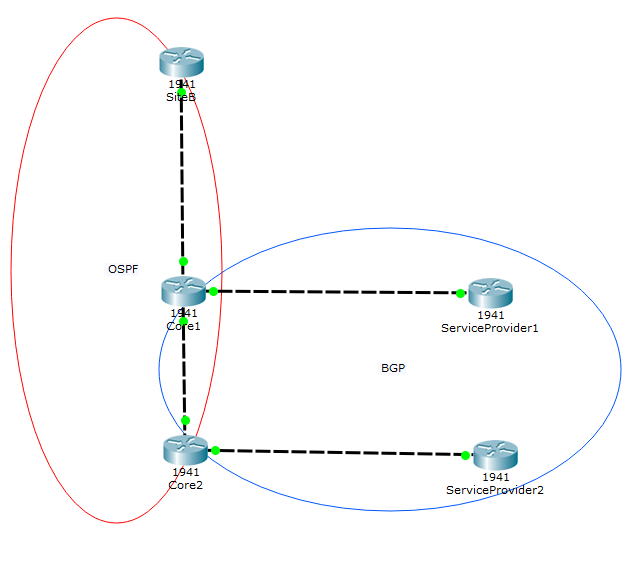 1941
SiteB
OSPF
1941
Core1
1941
ServiceProvider1
BGP
1941
Core2
1941
ServiceProvider2